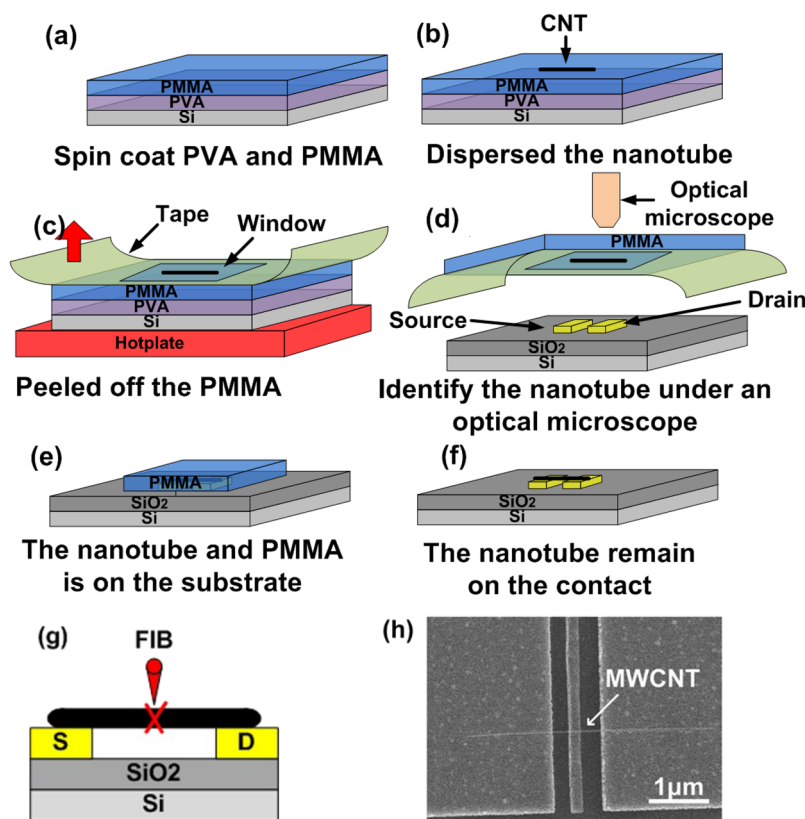 (a)
PMMA
PVA
Si
Spin coat PVA and PMMA
(b)
CNT
PMMA
PVA
Si
Dispersed the nanotube
(c)
Tape
Window
PMMA
PVA
Si
Hotplate
Peeled off the PMMA
(d)
Optical
microscope
PMMA
Drain
Source
SiO₂
Si
Identify the nanotube under an
optical microscope
(e)
PMMA
SiO₂
Si
The nanotube and PMMA
is on the substrate
(f)
SiO₂
Si
The nanotube remain
on the contact
(g)
FIB
S
D
SiO2
Si
(h)
MWCNT
1μm